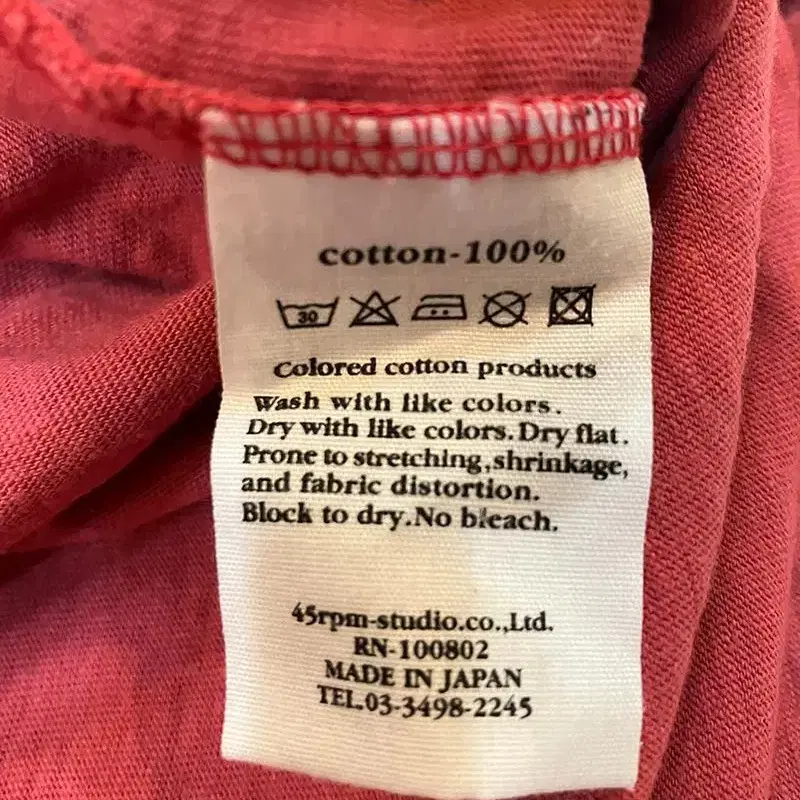 cotton-100%
30
Colored cotton products
Wash with like colors.
Dry with like colors.Dry flat.
Prone to stretching,shrinkage,
and fabric distortion.
Block to dry.No bleach.
45rpm-studio.co.,Ltd.
RN-100802
MADE IN JAPAN
TEL.03-3498-2245